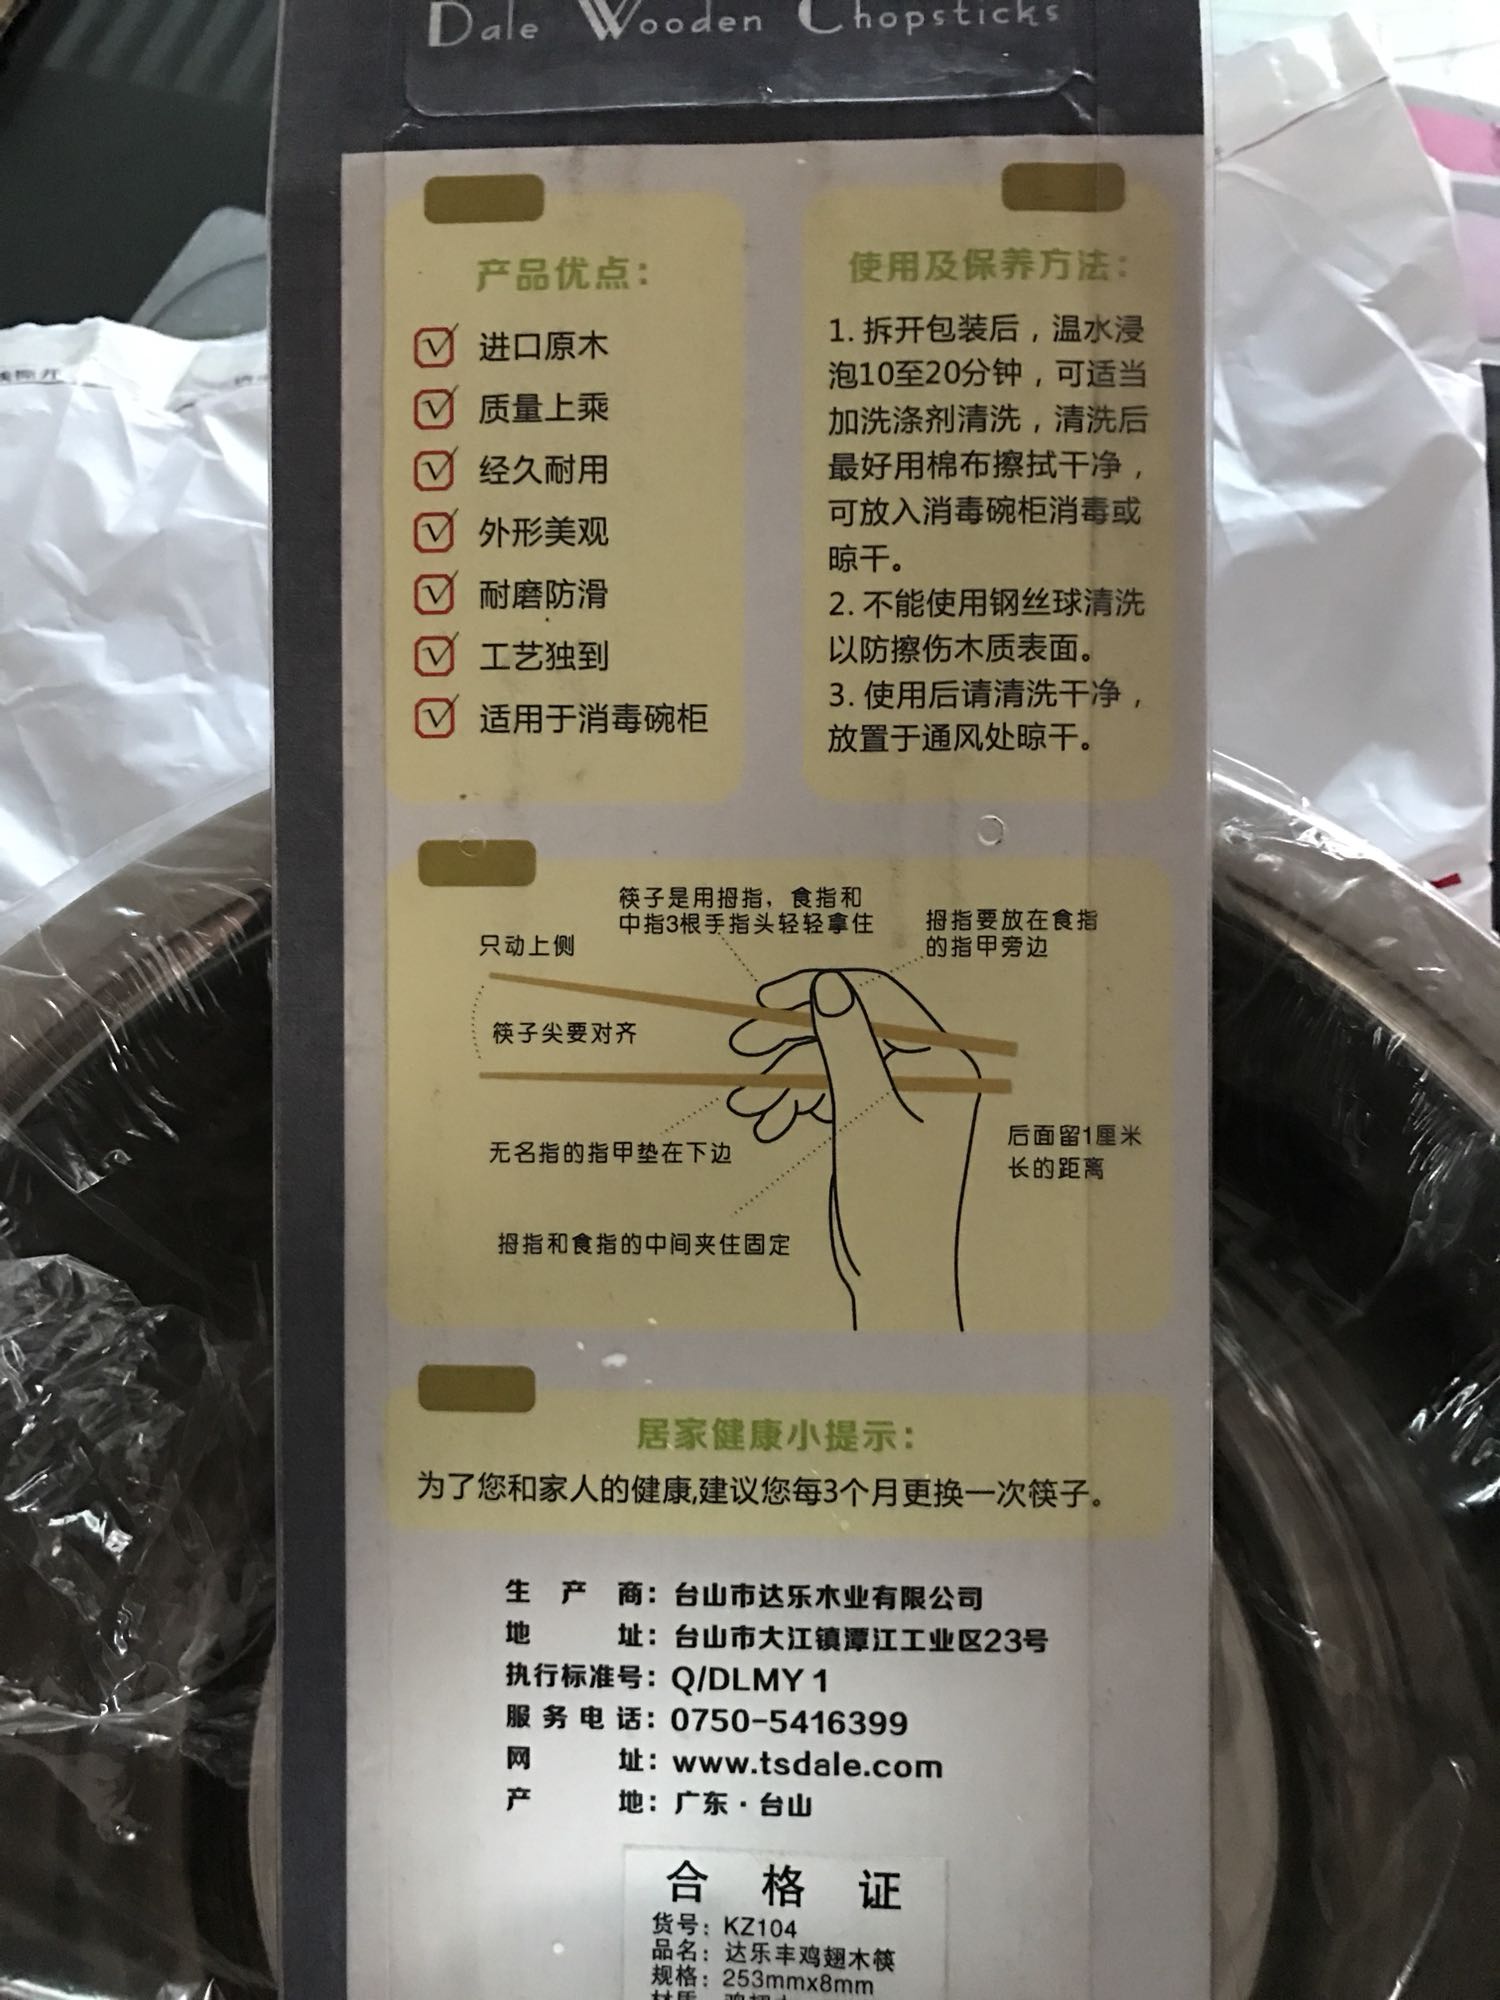 Dale Wooden Chopsticks
产品优点：
进口原木
质量上乘
经久耐用
外形美观
耐磨防滑
工艺独到
适用于消毒碗柜
使用及保养方法：
1. 拆开包装后，温水浸
泡10至20分钟，可适当
加洗涤剂清洗，清洗后
最好用棉布擦拭干净，
可放入消毒碗柜消毒或
晾干。
2. 不能使用钢丝球清洗
以防擦伤木质表面。
3. 使用后请清洗干净，
放置于通风处晾干。
筷子是用拇指，食指和
中指3根手指头轻轻拿住
拇指要放在食指
的指甲旁边
只动上侧
筷子尖要对齐
无名指的指甲垫在下边
后面留1厘米
长的距离
拇指和食指的中间夹住固定
居家健康小提示：
为了您和家人的健康,建议您每3个月更换一次筷子。
生产商：台山市达乐木业有限公司
地址：台山市大江镇潭江工业区23号
执行标准号：Q/DLMY 1
服务电话：0750-5416399
网址：www.tsdale.com
产地：广东·台山
合格证
货号：KZ104
品名：达乐丰鸡翅木筷
规格：253mmx8mm